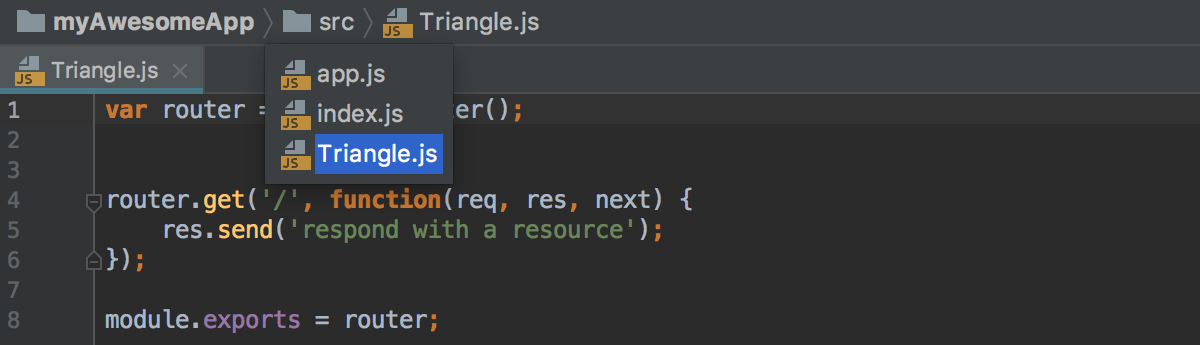 myAwesomeApp src Triangle.js
Triangle.js
app.js
index.js
Triangle.js
1 var router = er();
2
3
4 router.get('/', function(req, res, next) {
5 res.send('respond with a resource');
6 });
7
8 module.exports = router;